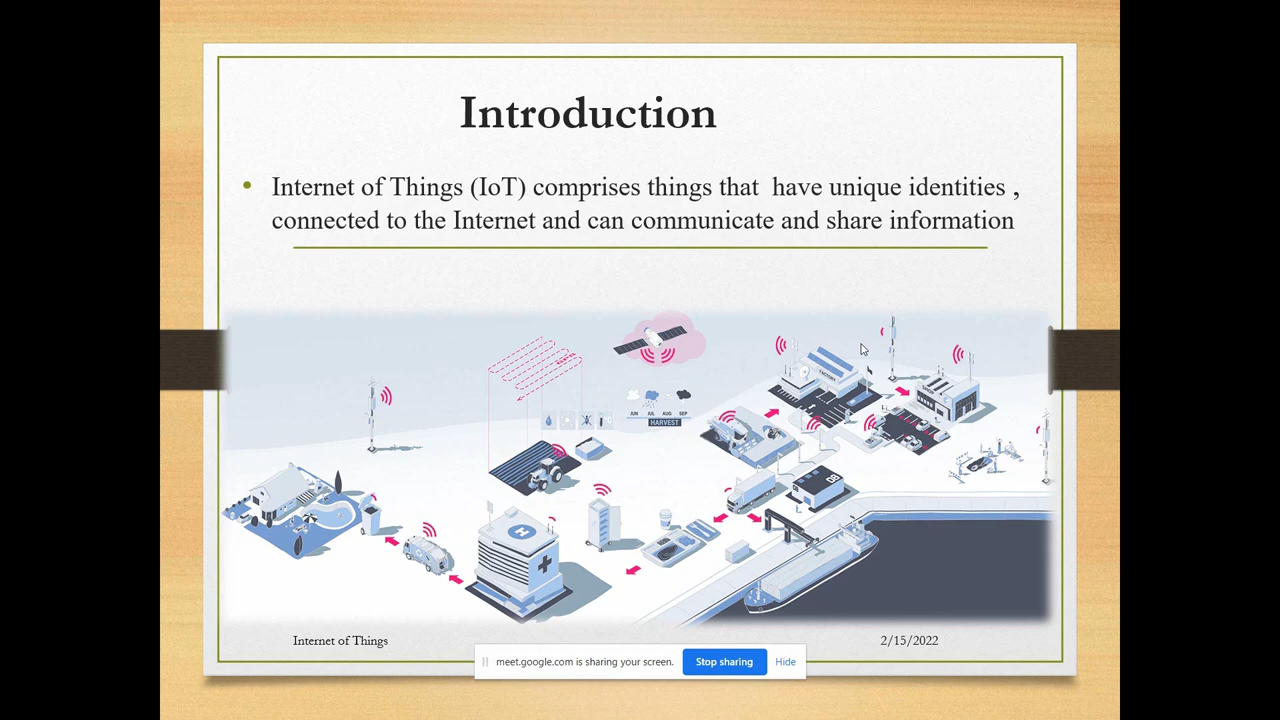 Introduction
• Internet of Things (IoT) comprises things that have unique identities ,
connected to the Internet and can communicate and share information
FACTORY
JUN JUL AUG SEP
HARVEST
DB
H
Internet of Things
2/15/2022
meet.google.com is sharing your screen.
Stop sharing
Hide